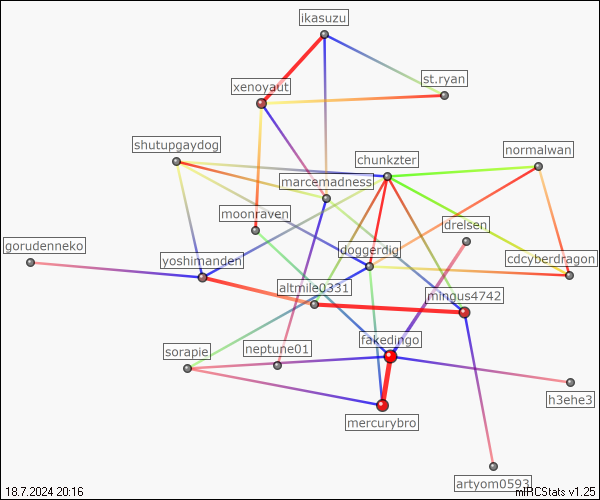 ikasuzu
st.ryan
xenoyaut
shutupgaydog
normalwan
chunkzter
marcemadness
moonraven
drelsen
gorudenneko
doggerdig
yoshimanden
cdcyberdragon
altmile0331
mingus4742
fakedingo
sorapie
neptune01
h3ehe3
mercurybro
artyom0593
18.7.2024 20:16
mIRCStats v1.25